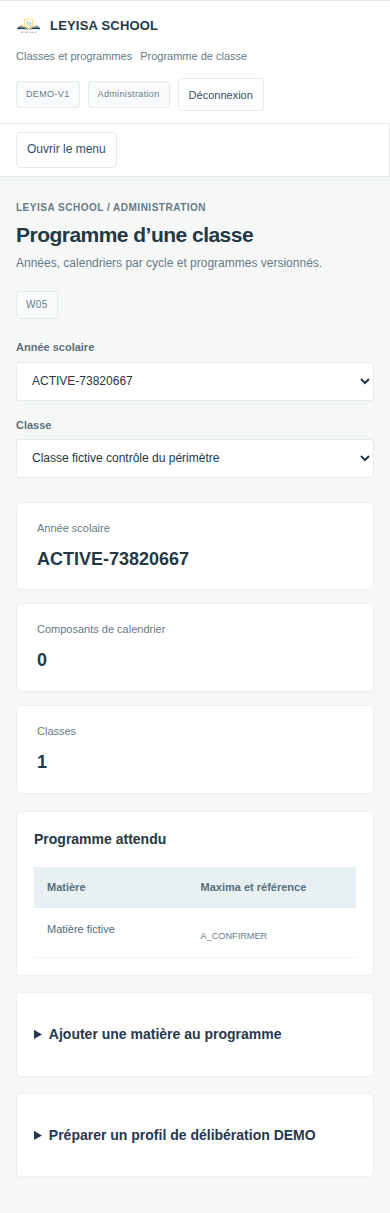 LEYISA SCHOOL
Classes et programmes Programme de classe
DEMO-V1 Administration Déconnexion
Ouvrir le menu
LEYISA SCHOOL / ADMINISTRATION
Programme d’une classe
Années, calendriers par cycle et programmes versionnés.
W05
Année scolaire
ACTIVE-73820667
Classe
Classe fictive contrôle du périmètre
Année scolaire
ACTIVE-73820667
Composants de calendrier
0
Classes
1
Programme attendu
Matière Maxima et référence
Matière fictive A_CONFIRMER
Ajouter une matière au programme
Préparer un profil de délibération DEMO